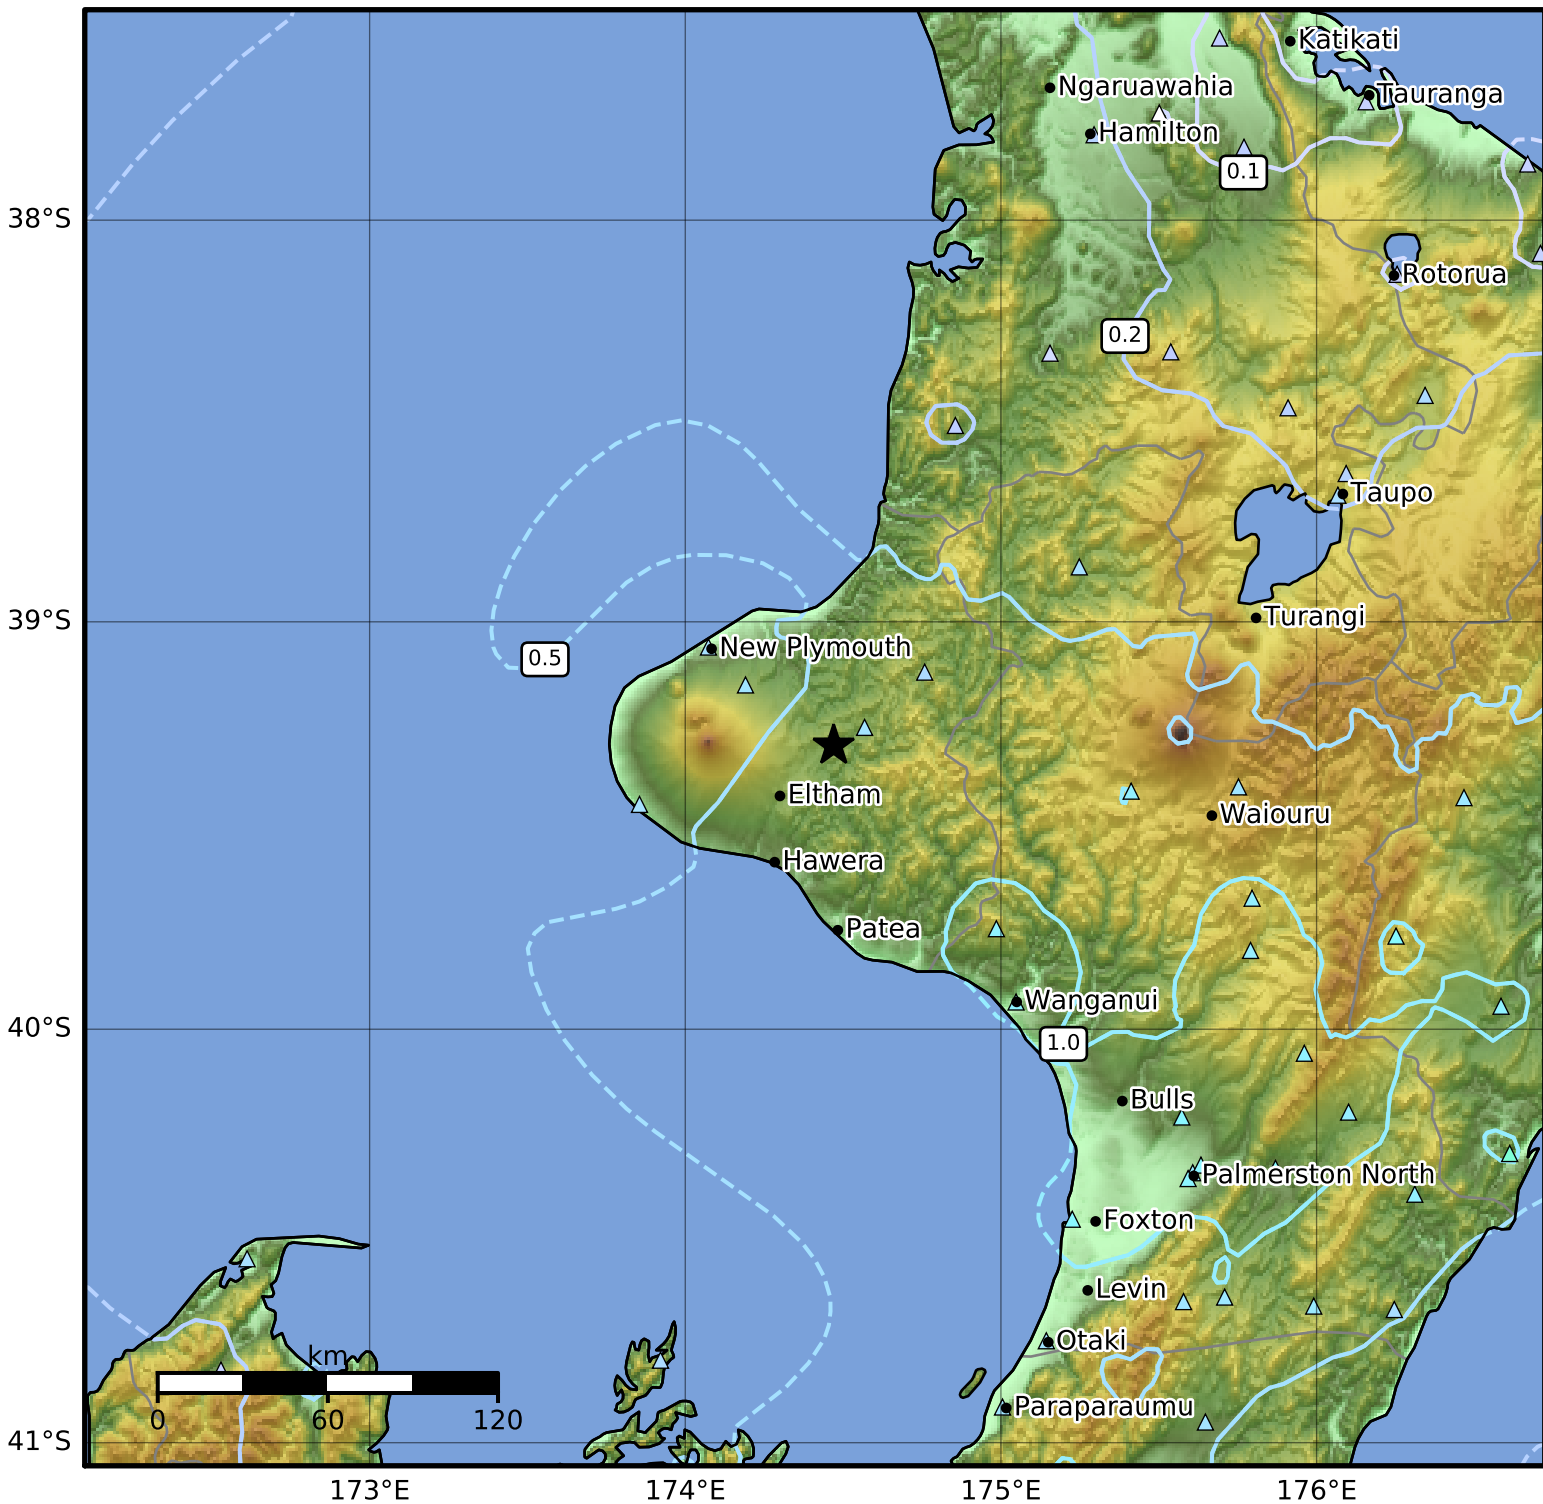 Katikati
Ngaruawahia
Tauranga
Hamilton
0.1
38°S
Rotorua
0.2
Taupo
39°S
Turangi
New Plymouth
0.5
Eltham
Waiouru
Hawera
Patea
Wanganui
40°S
1.0
Bulls
Palmerston North
Foxton
Levin
Otaki
km
Paraparaumu
0 60 120
41°S
173°E 174°E 175°E 176°E